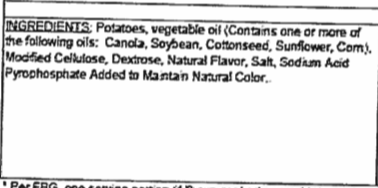 INGREDIENTS: Potatoes, vegetable oil (Contains one or more of
the following oils: Canola, Soybean, Cottonseed, Sunflower, Corn),
Modified Cellulose, Dextrose, Natural Flavor, Salt, Sodium Acid
Pyrophosphate Added to Maintain Natural Color.
* Per FBG, one serving portion